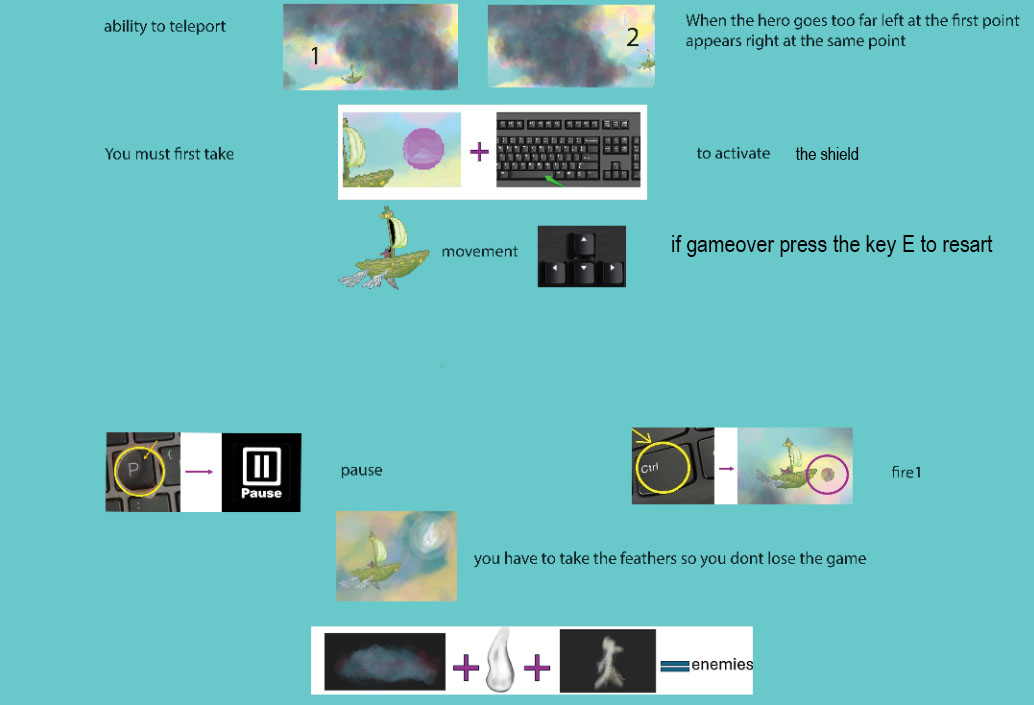 ability to teleport
1
2
When the hero goes too far left at the first point
appears right at the same point
You must first take
to activate the shield
movement
if gameover press the key E to resart
P
Pause
pause
Ctrl
fire1
you have to take the feathers so you dont lose the game
enemies